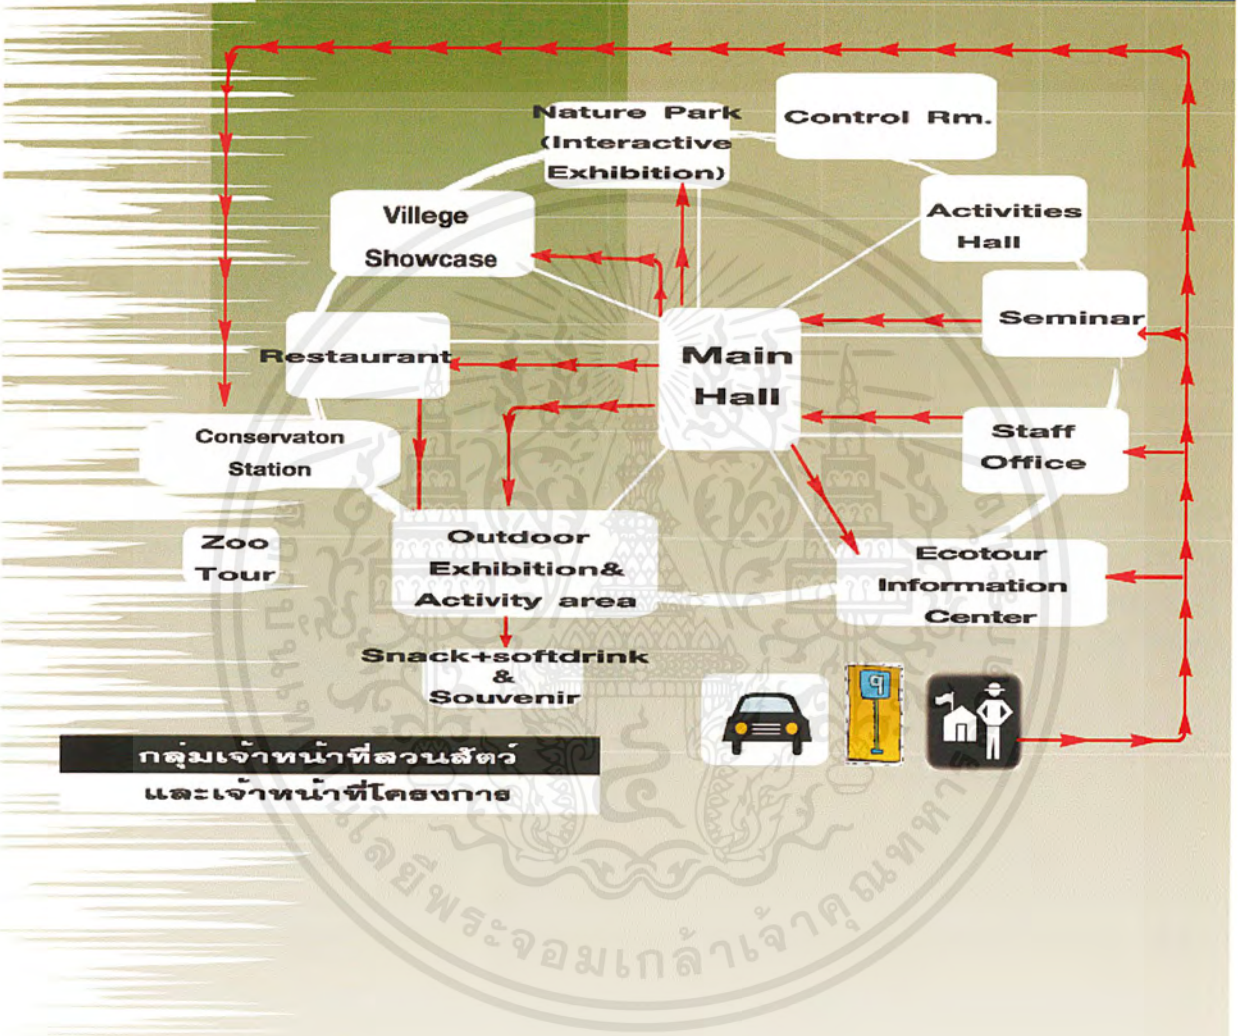 Nature Park
(Interactive
Exhibition)
Control Rm.
Villege
Showcase
Activities
Hall
Seminar
Restaurant
Main
Hall
Conservaton
Station
Staff
Office
Zoo
Tour
Outdoor
Exhibition&
Activity area
Ecotour
Information
Center
Snack+softdrink
&
Souvenir
กลุ่มเจ้าหน้าที่สวนสัตว์
และเจ้าหน้าที่โครงการ